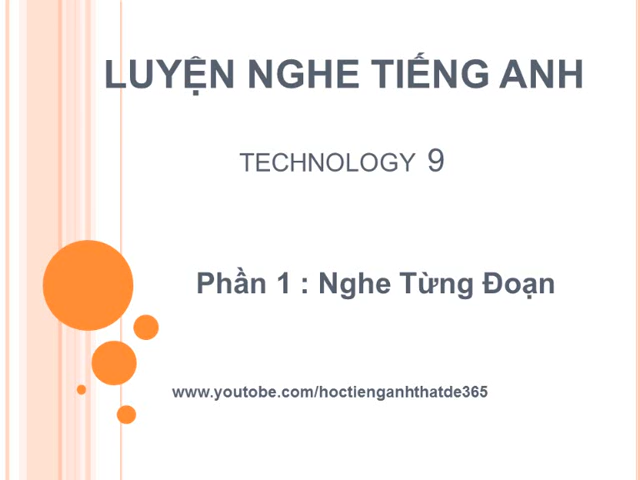 LUYỆN NGHE TIẾNG ANH
TECHNOLOGY 9
Phần 1 : Nghe Từng Đoạn
www.youtobe.com/hoctienganhthatde365